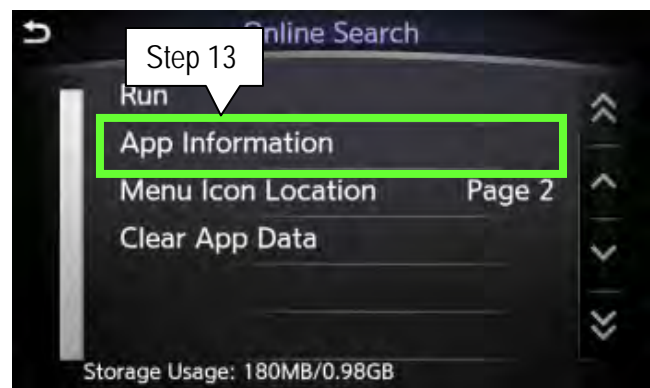 Online Search
Step 13
Run
App Information
Menu Icon Location Page 2
Clear App Data
Storage Usage: 180MB/0.98GB